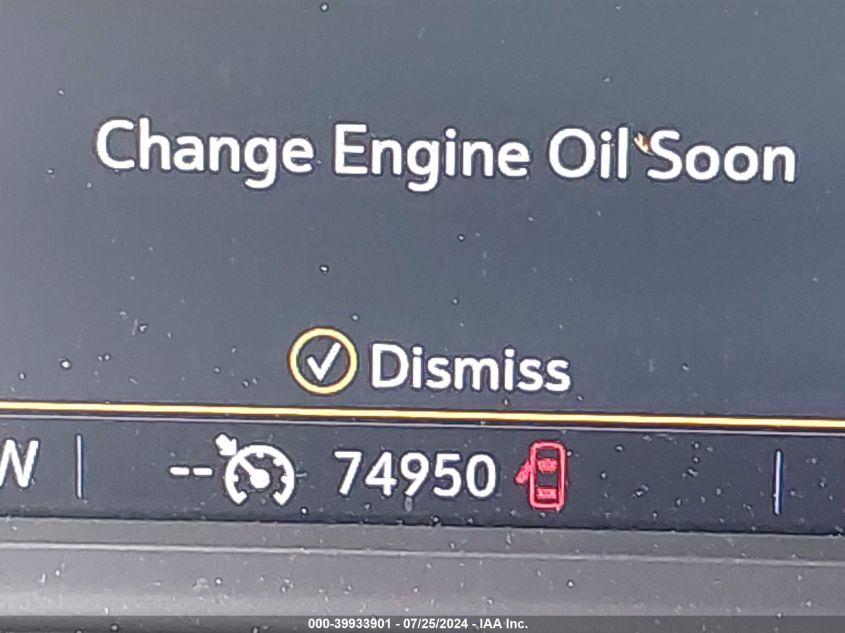 Change Engine Oil Soon
Dismiss
W -- 74950
000-39933901 - 07/25/2024 - IAA Inc.